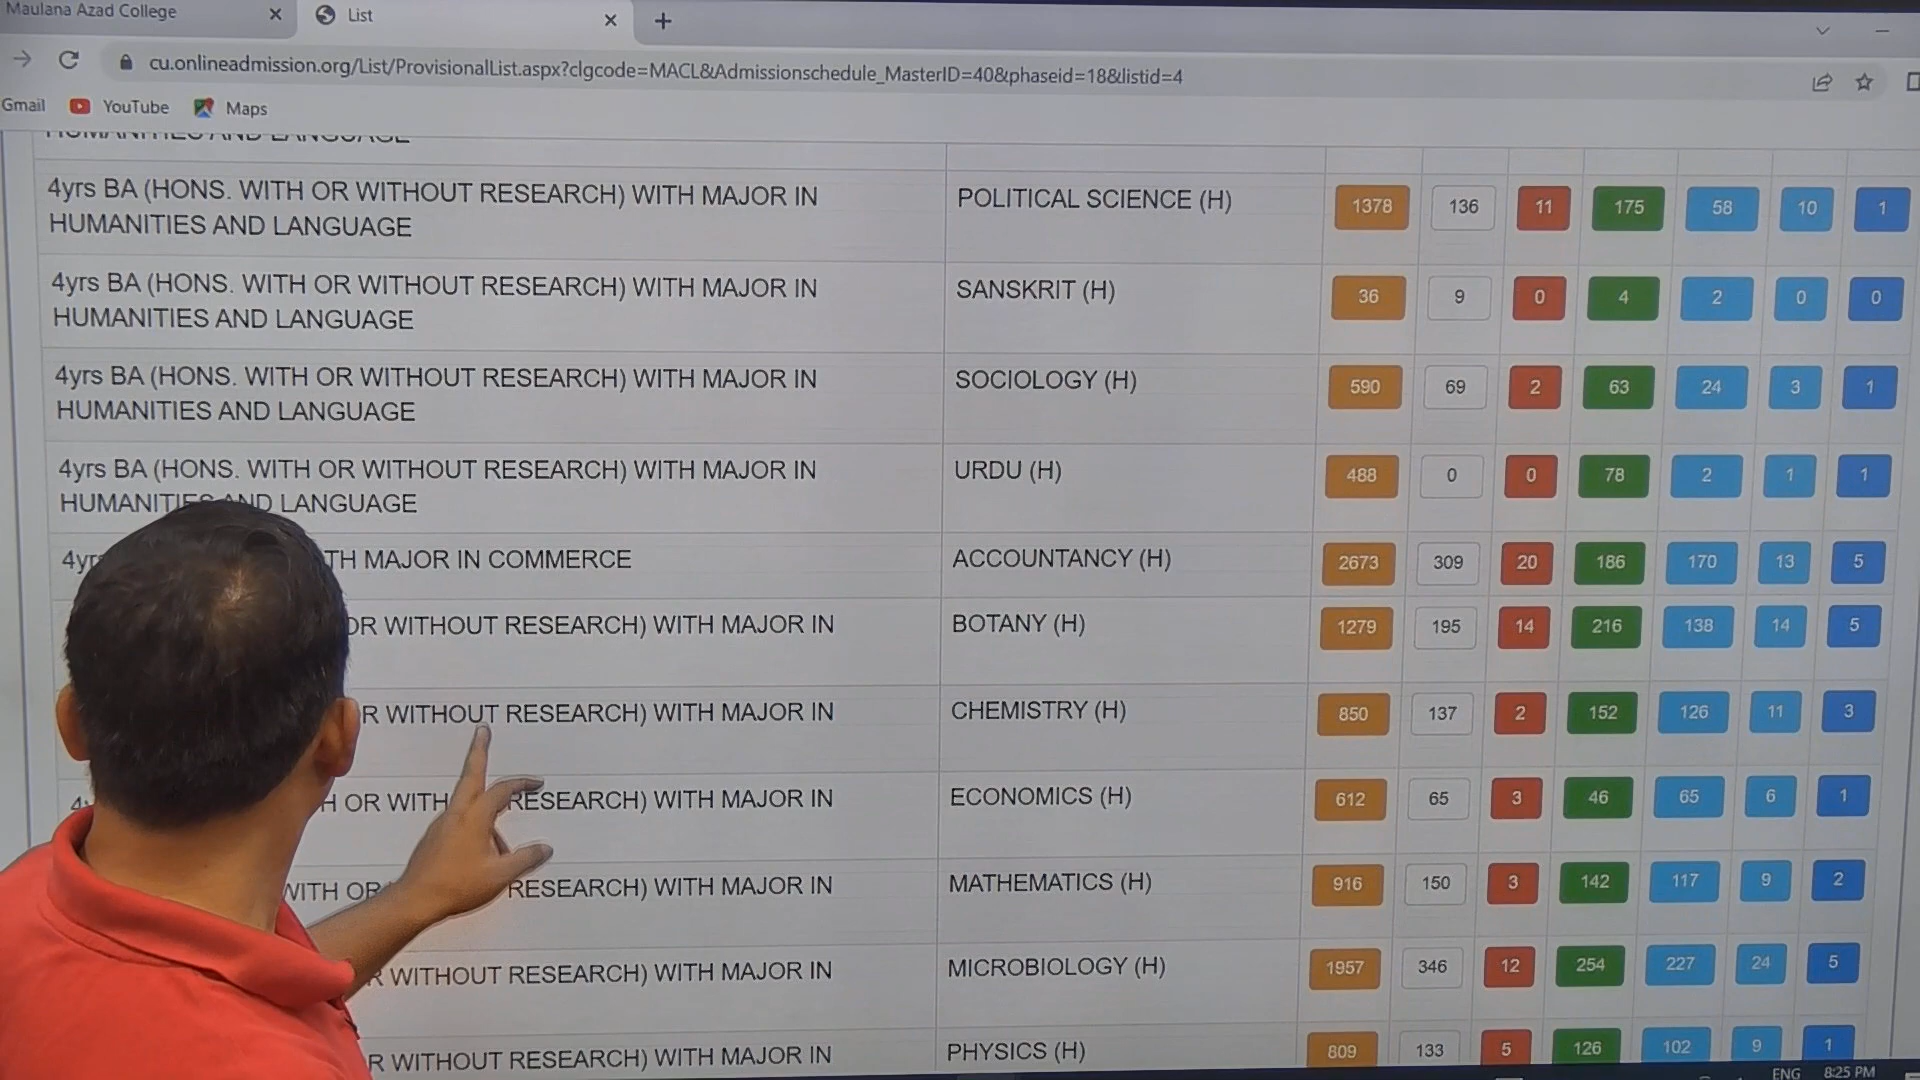 Maulana Azad College
List
cu.onlineadmission.org/List/ProvisionalList.aspx?clgcode=MACL&Admissionschedule_MasterID=40&phaseid=18&listid=4
Gmail YouTube Maps
HUMANITIES AND LANGUAGE
4yrs BA (HONS. WITH OR WITHOUT RESEARCH) WITH MAJOR IN
HUMANITIES AND LANGUAGE
POLITICAL SCIENCE (H) 1378 136 11 175 58 10 1
4yrs BA (HONS. WITH OR WITHOUT RESEARCH) WITH MAJOR IN
HUMANITIES AND LANGUAGE
SANSKRIT (H) 36 9 0 4 2 0 0
4yrs BA (HONS. WITH OR WITHOUT RESEARCH) WITH MAJOR IN
HUMANITIES AND LANGUAGE
SOCIOLOGY (H) 590 69 2 63 24 3 1
4yrs BA (HONS. WITH OR WITHOUT RESEARCH) WITH MAJOR IN
HUMANITIES AND LANGUAGE
URDU (H) 488 0 0 78 2 1 1
MAJOR IN COMMERCE
ACCOUNTANCY (H) 2673 309 20 186 170 13 5
OR WITHOUT RESEARCH) WITH MAJOR IN
BOTANY (H) 1279 195 14 216 138 14 5
WITHOUT RESEARCH) WITH MAJOR IN
CHEMISTRY (H) 850 137 2 152 126 11 3
OR RESEARCH) WITH MAJOR IN
ECONOMICS (H) 612 65 3 46 65 6 1
WITH OR RESEARCH) WITH MAJOR IN
MATHEMATICS (H) 916 150 3 142 117 9 2
WITHOUT RESEARCH) WITH MAJOR IN
MICROBIOLOGY (H) 1957 346 12 254 227 24 5
WITHOUT RESEARCH) WITH MAJOR IN
PHYSICS (H) 809 133 5 126 102 9 1
ENG 8:25 PM